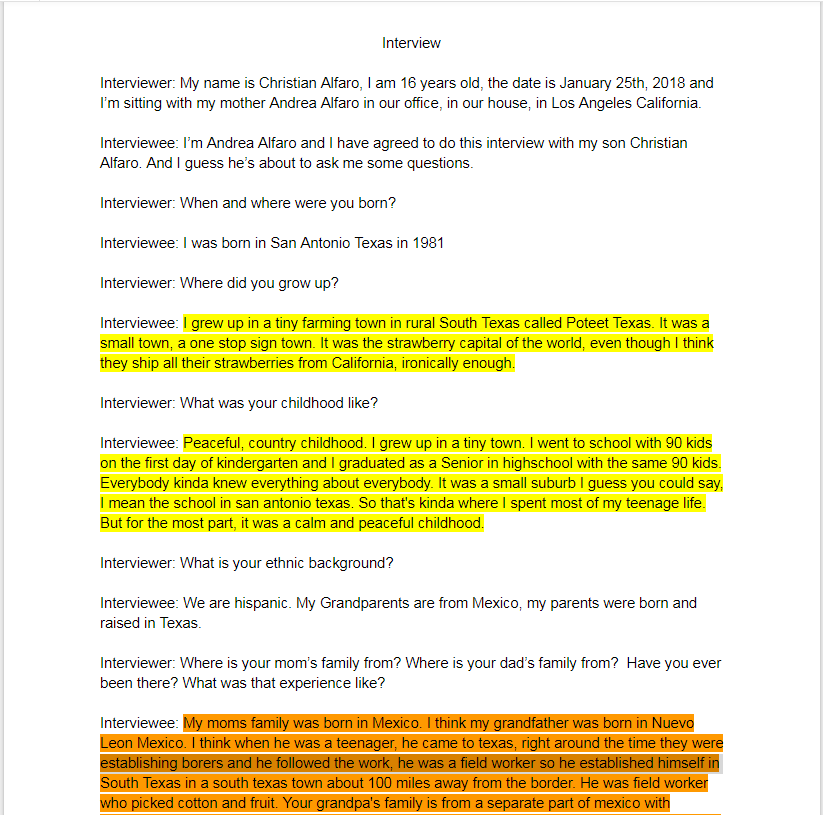 Interview
Interviewer: My name is Christian Alfaro, I am 16 years old, the date is January 25th, 2018 and
I'm sitting with my mother Andrea Alfaro in our office, in our house, in Los Angeles California.
Interviewee: I'm Andrea Alfaro and I have agreed to do this interview with my son Christian
Alfaro. And I guess he's about to ask me some questions.
Interviewer: When and where were you born?
Interviewee: I was born in San Antonio Texas in 1981
Interviewer: Where did you grow up?
Interviewee: I grew up in a tiny farming town in rural South Texas called Poteet Texas. It was a
small town, a one stop sign town. It was the strawberry capital of the world, even though I think
they ship all their strawberries from California, ironically enough.
Interviewer: What was your childhood like?
Interviewee: Peaceful, country childhood. I grew up in a tiny town. I went to school with 90 kids
on the first day of kindergarten and I graduated as a Senior in highschool with the same 90 kids.
Everybody kinda knew everything about everybody. It was a small suburb I guess you could say,
I mean the school in san antonio texas. So that's kinda where I spent most of my teenage life.
But for the most part, it was a calm and peaceful childhood.
Interviewer: What is your ethnic background?
Interviewee: We are hispanic. My Grandparents are from Mexico, my parents were born and
raised in Texas.
Interviewer: Where is your mom's family from? Where is your dad's family from?  Have you ever
been there? What was that experience like?
Interviewee: My moms family was born in Mexico. I think my grandfather was born in Nuevo
Leon Mexico. I think when he was a teenager, he came to texas, right around the time they were
establishing borers and he followed the work, he was a field worker so he established himself in
South Texas in a south texas town about 100 miles away from the border. He was field worker
who picked cotton and fruit. Your grandpa's family is from a separate part of mexico with